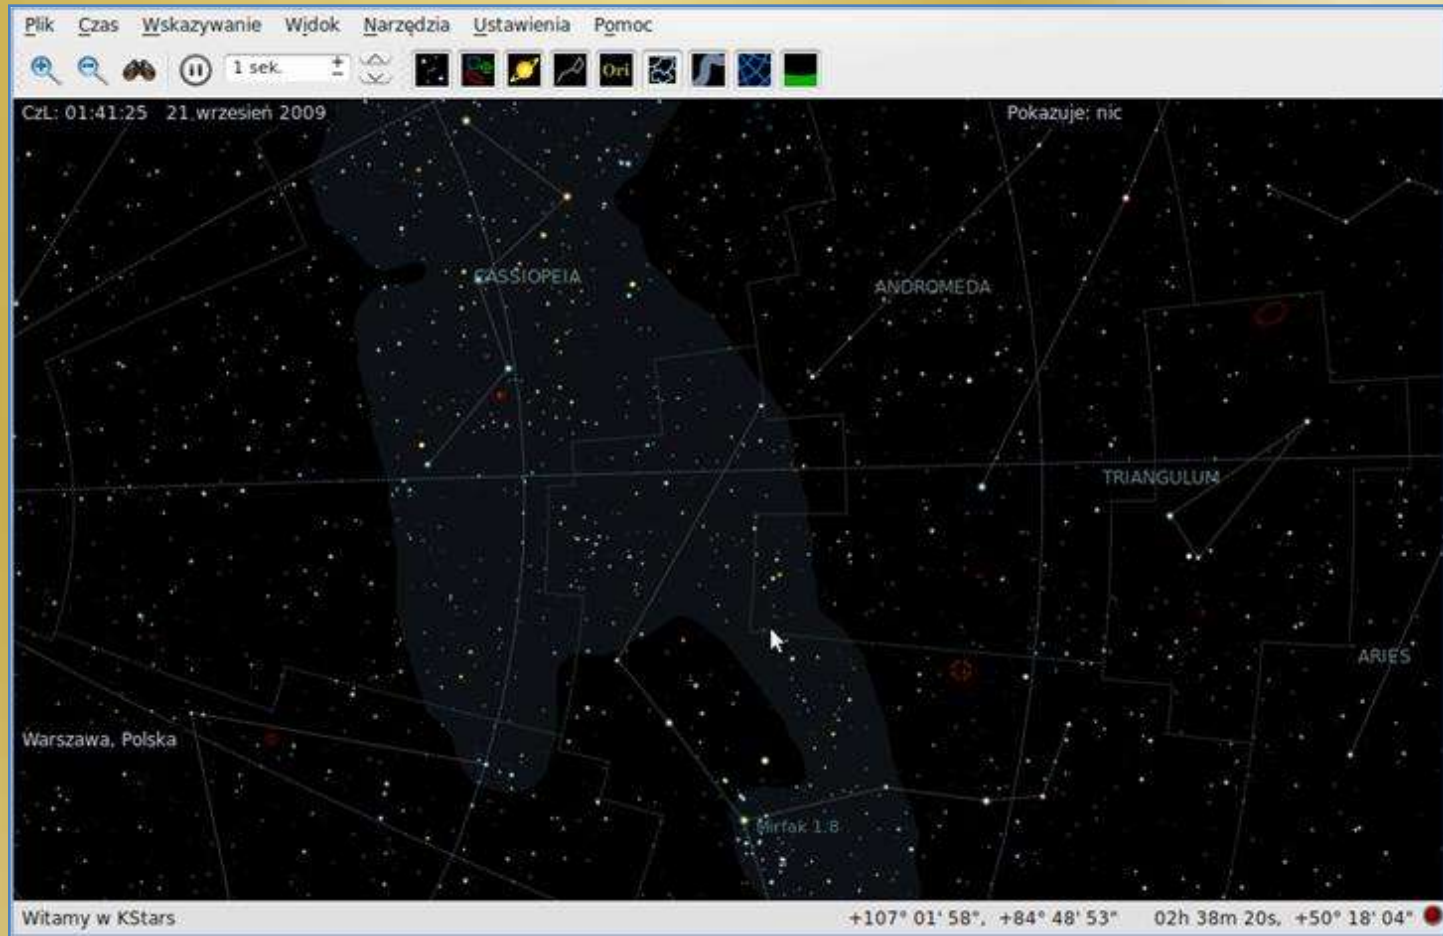 Plik Czas Wskazywanie Widok Narzędzia Ustawienia Pomoc
1 sek.
Ori
CzL: 01:41:25 21 wrzesień 2009
Pokazuje: nic
CASSIOPEIA
ANDROMEDA
TRIANGULUM
ARIES
Warszawa, Polska
Mirfak 1.8
Witamy w KStars
+107° 01' 58", +84° 48' 53" 02h 38m 20s, +50° 18' 04"